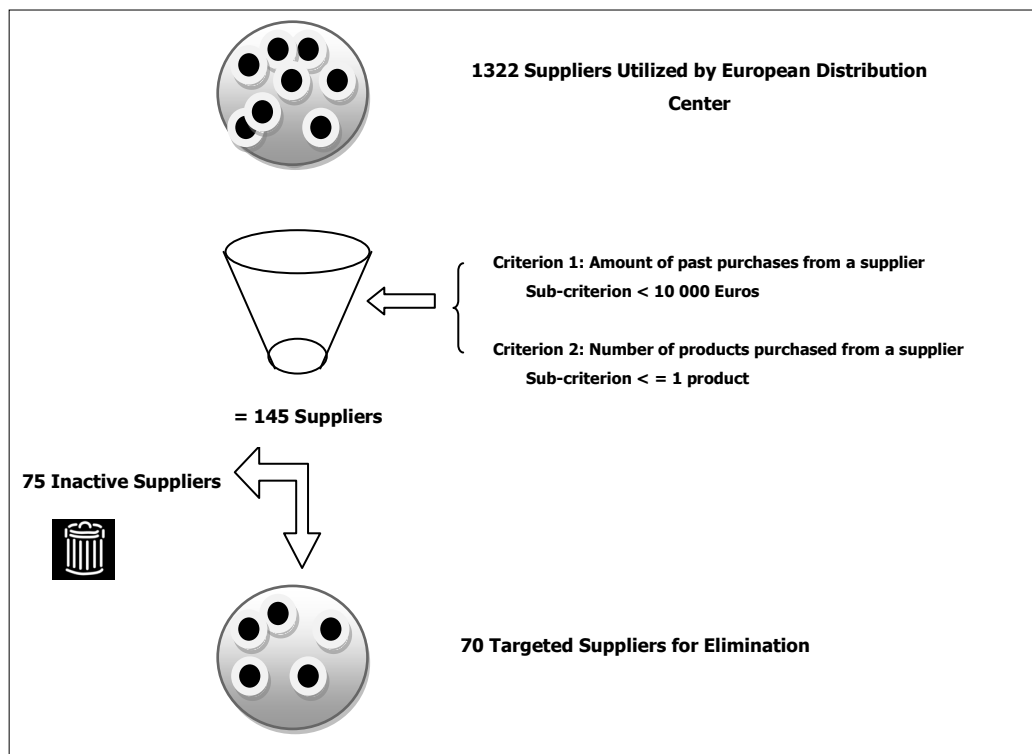 1322 Suppliers Utilized by European Distribution
Center
Criterion 1: Amount of past purchases from a supplier
Sub-criterion < 10 000 Euros
Criterion 2: Number of products purchased from a supplier
Sub-criterion < = 1 product
= 145 Suppliers
75 Inactive Suppliers
70 Targeted Suppliers for Elimination